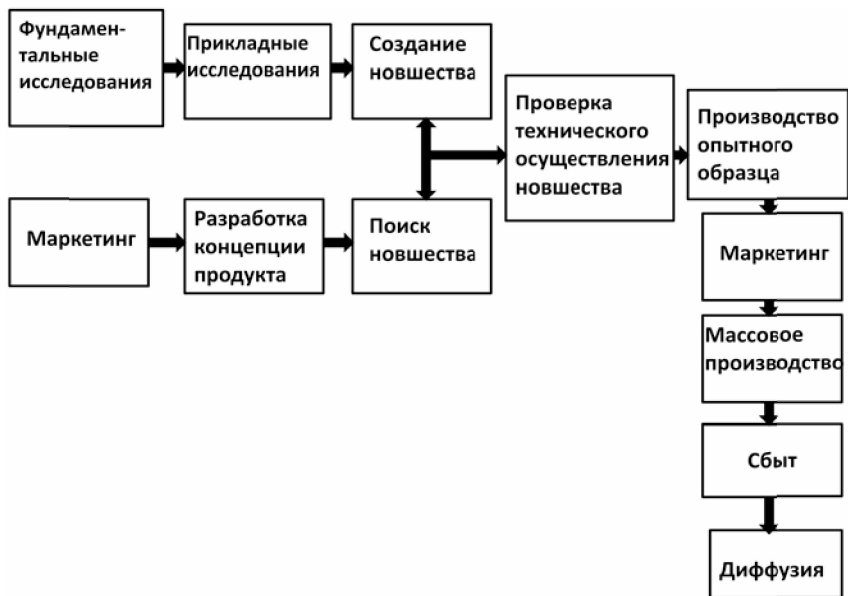 Фундамен-
тальные
исследования
Прикладные
исследования
Создание
новшества
Проверка
технического
осуществления
новшества
Производство
опытного
образца
Маркетинг
Разработка
концепции
продукта
Поиск
новшества
Маркетинг
Массовое
производство
Сбыт
Диффузия